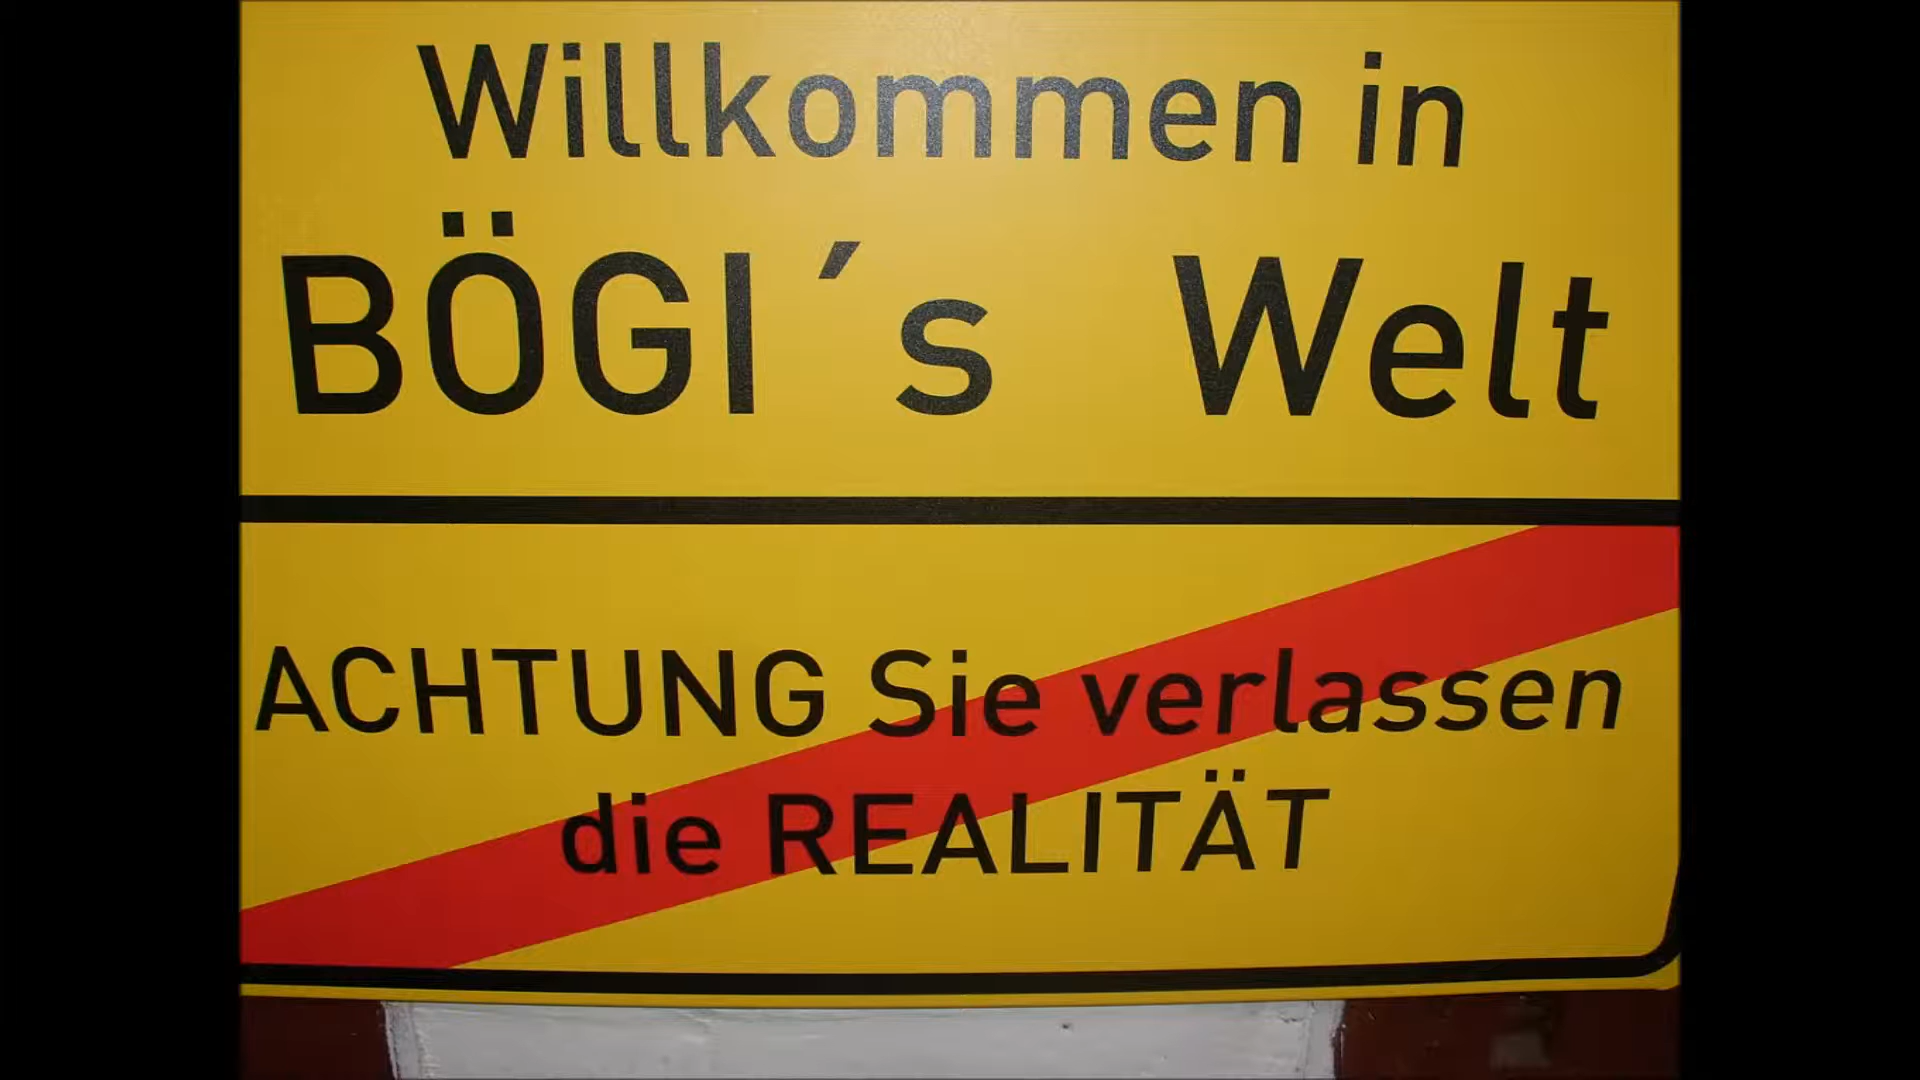 Willkommen in
BÖGI´s Welt
ACHTUNG Sie verlassen
die REALITÄT